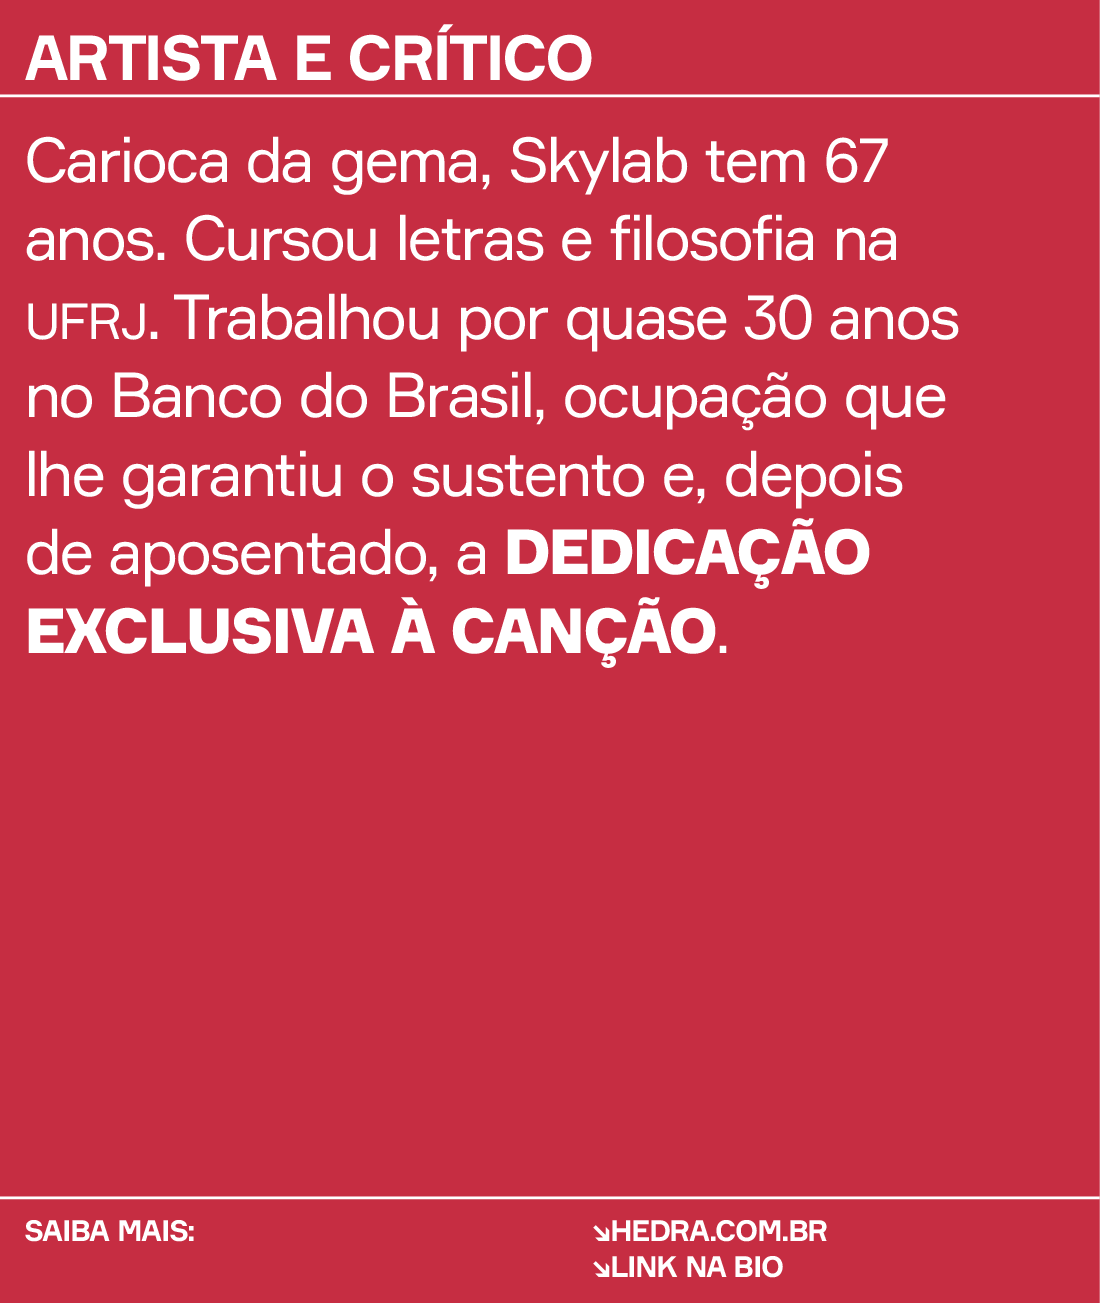 ARTISTA E CRÍTICO
Carioca da gema, Skylab tem 67
anos. Cursou letras e filosofia na
UFRJ. Trabalhou por quase 30 anos
no Banco do Brasil, ocupação que
lhe garantiu o sustento e, depois
de aposentado, a DEDICAÇÃO
EXCLUSIVA À CANÇÃO.
SAIBA MAIS:
↘HEDRA.COM.BR
↘LINK NA BIO